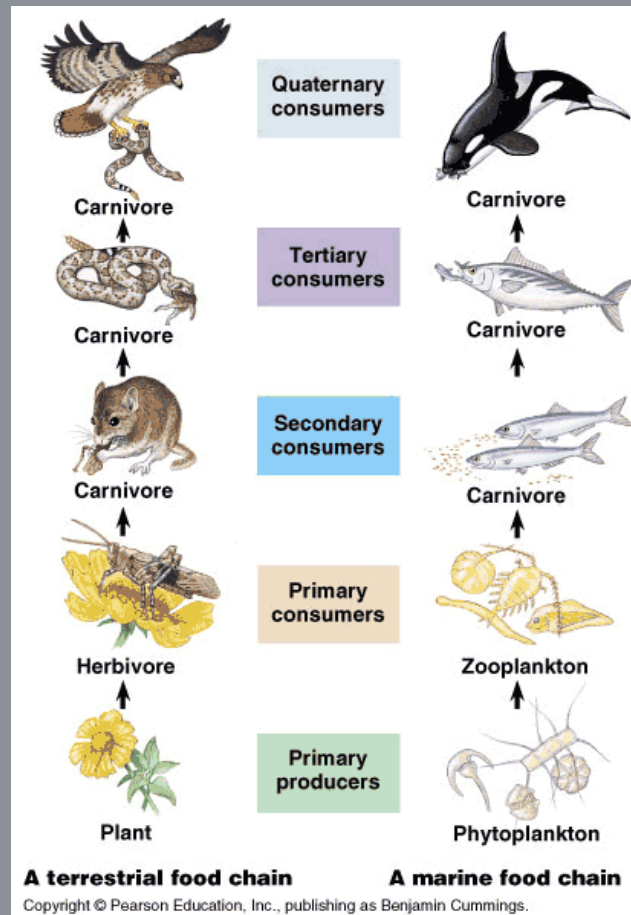 Quaternary
consumers
Carnivore
Carnivore
Tertiary
consumers
Carnivore
Carnivore
Secondary
consumers
Carnivore
Carnivore
Primary
consumers
Herbivore
Zooplankton
Primary
producers
Plant
Phytoplankton
A terrestrial food chain
A marine food chain
Copyright © Pearson Education, Inc., publishing as Benjamin Cummings.